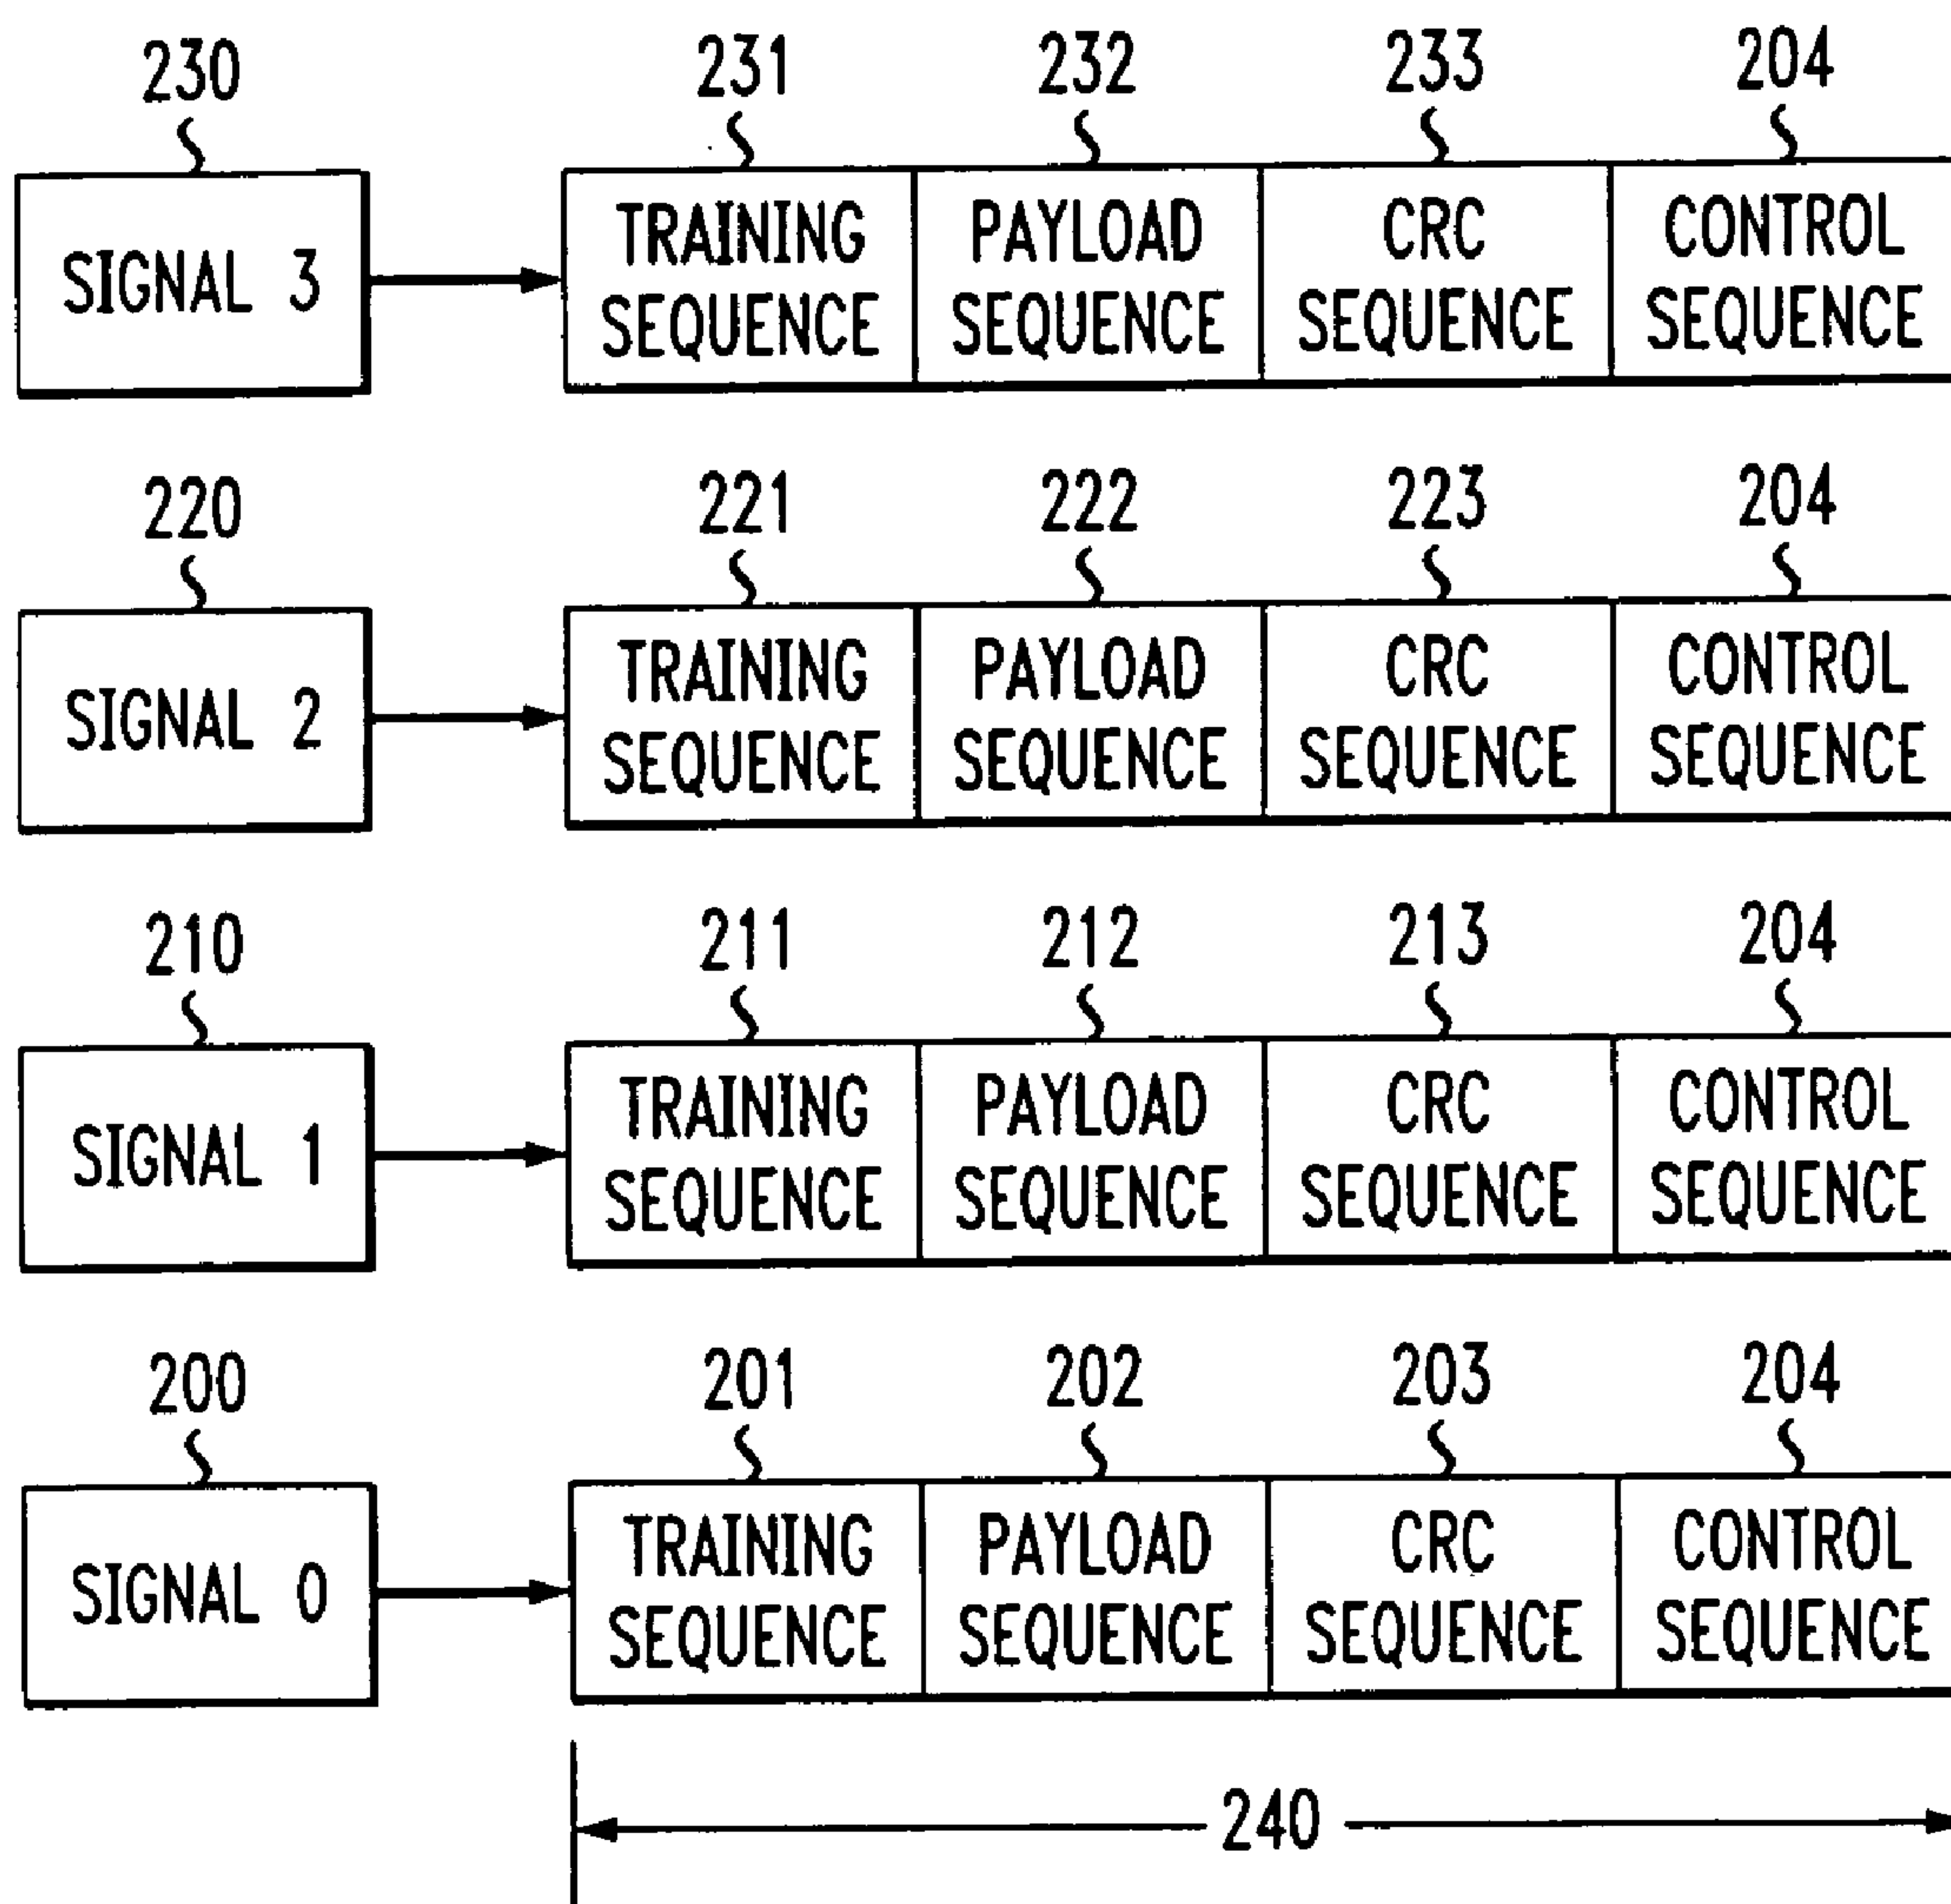 230 231 232 233 204
SIGNAL 3
TRAINING SEQUENCE
PAYLOAD SEQUENCE
CRC SEQUENCE
CONTROL SEQUENCE
220 221 222 223 204
SIGNAL 2
TRAINING SEQUENCE
PAYLOAD SEQUENCE
CRC SEQUENCE
CONTROL SEQUENCE
210 211 212 213 204
SIGNAL 1
TRAINING SEQUENCE
PAYLOAD SEQUENCE
CRC SEQUENCE
CONTROL SEQUENCE
200 201 202 203 204
SIGNAL 0
TRAINING SEQUENCE
PAYLOAD SEQUENCE
CRC SEQUENCE
CONTROL SEQUENCE
240